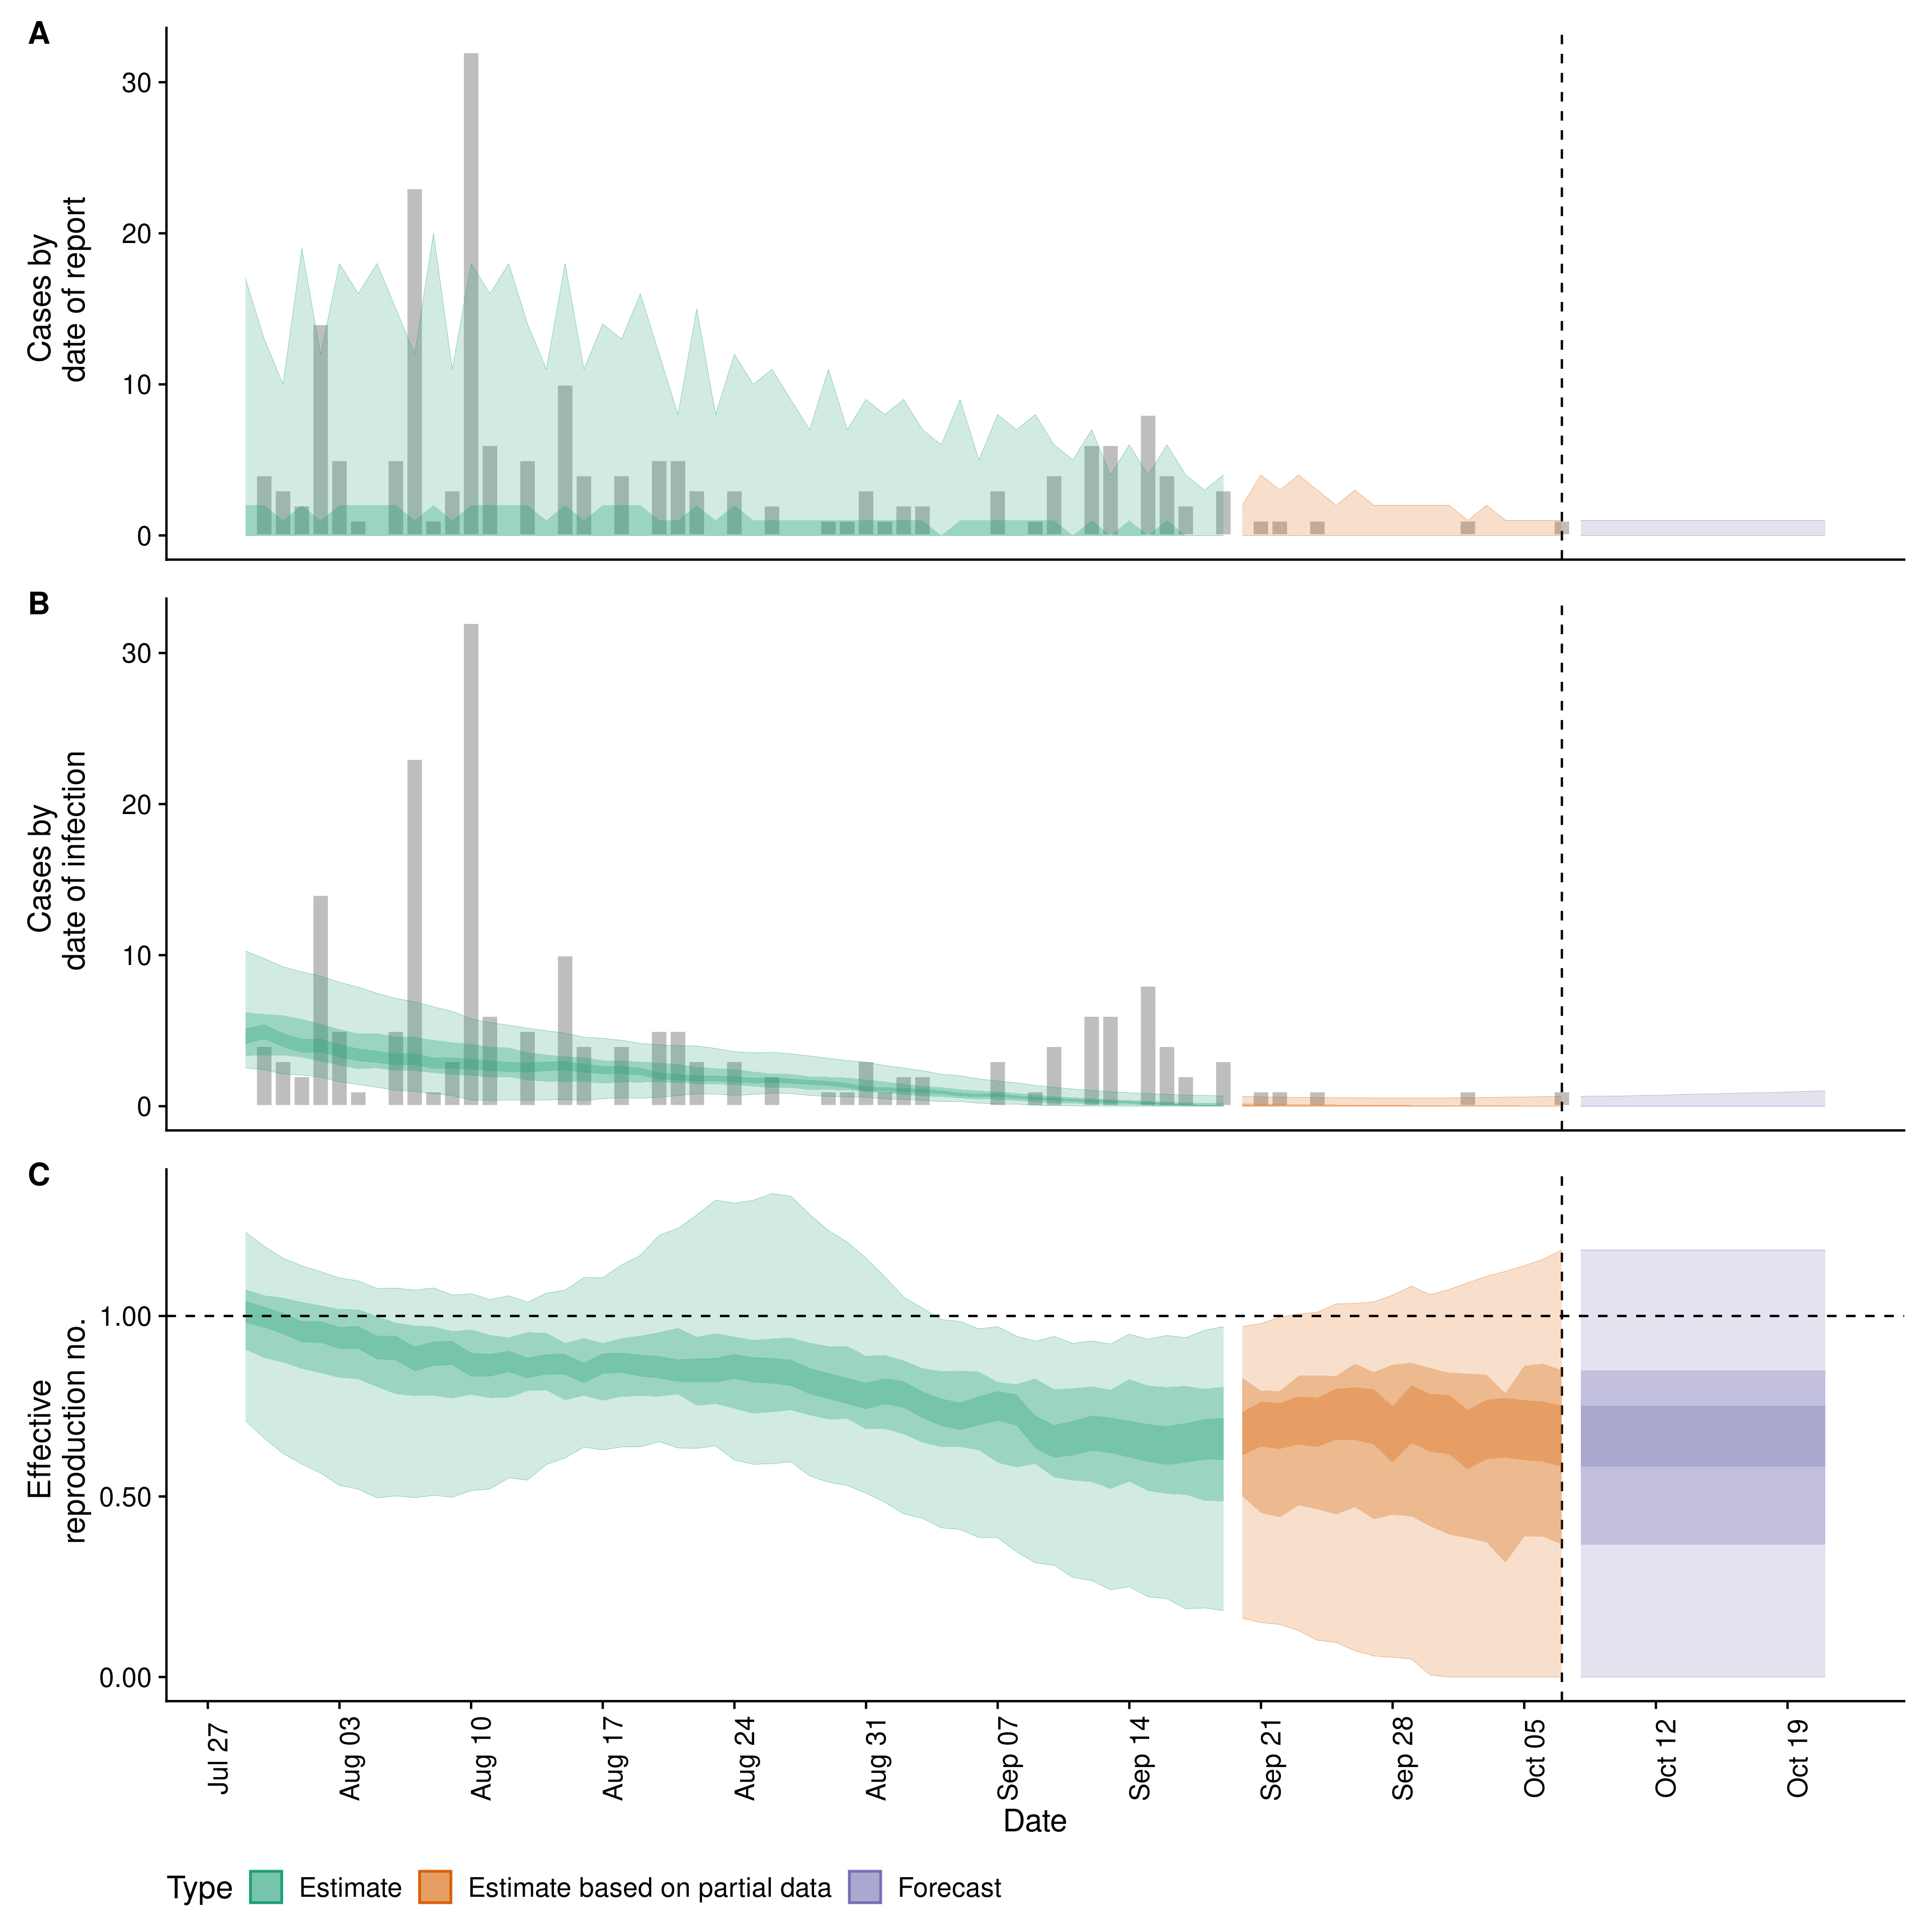 A
30
20
10
0
Cases by
date of report
B
30
20
10
0
Cases by
date of infection
C
1.00
0.50
0.00
Effective
reproduction no.
Jul 27
Aug 03
Aug 10
Aug 17
Aug 24
Aug 31
Sep 07
Sep 14
Sep 21
Sep 28
Oct 05
Oct 12
Oct 19
Date
Type Estimate Estimate based on partial data Forecast